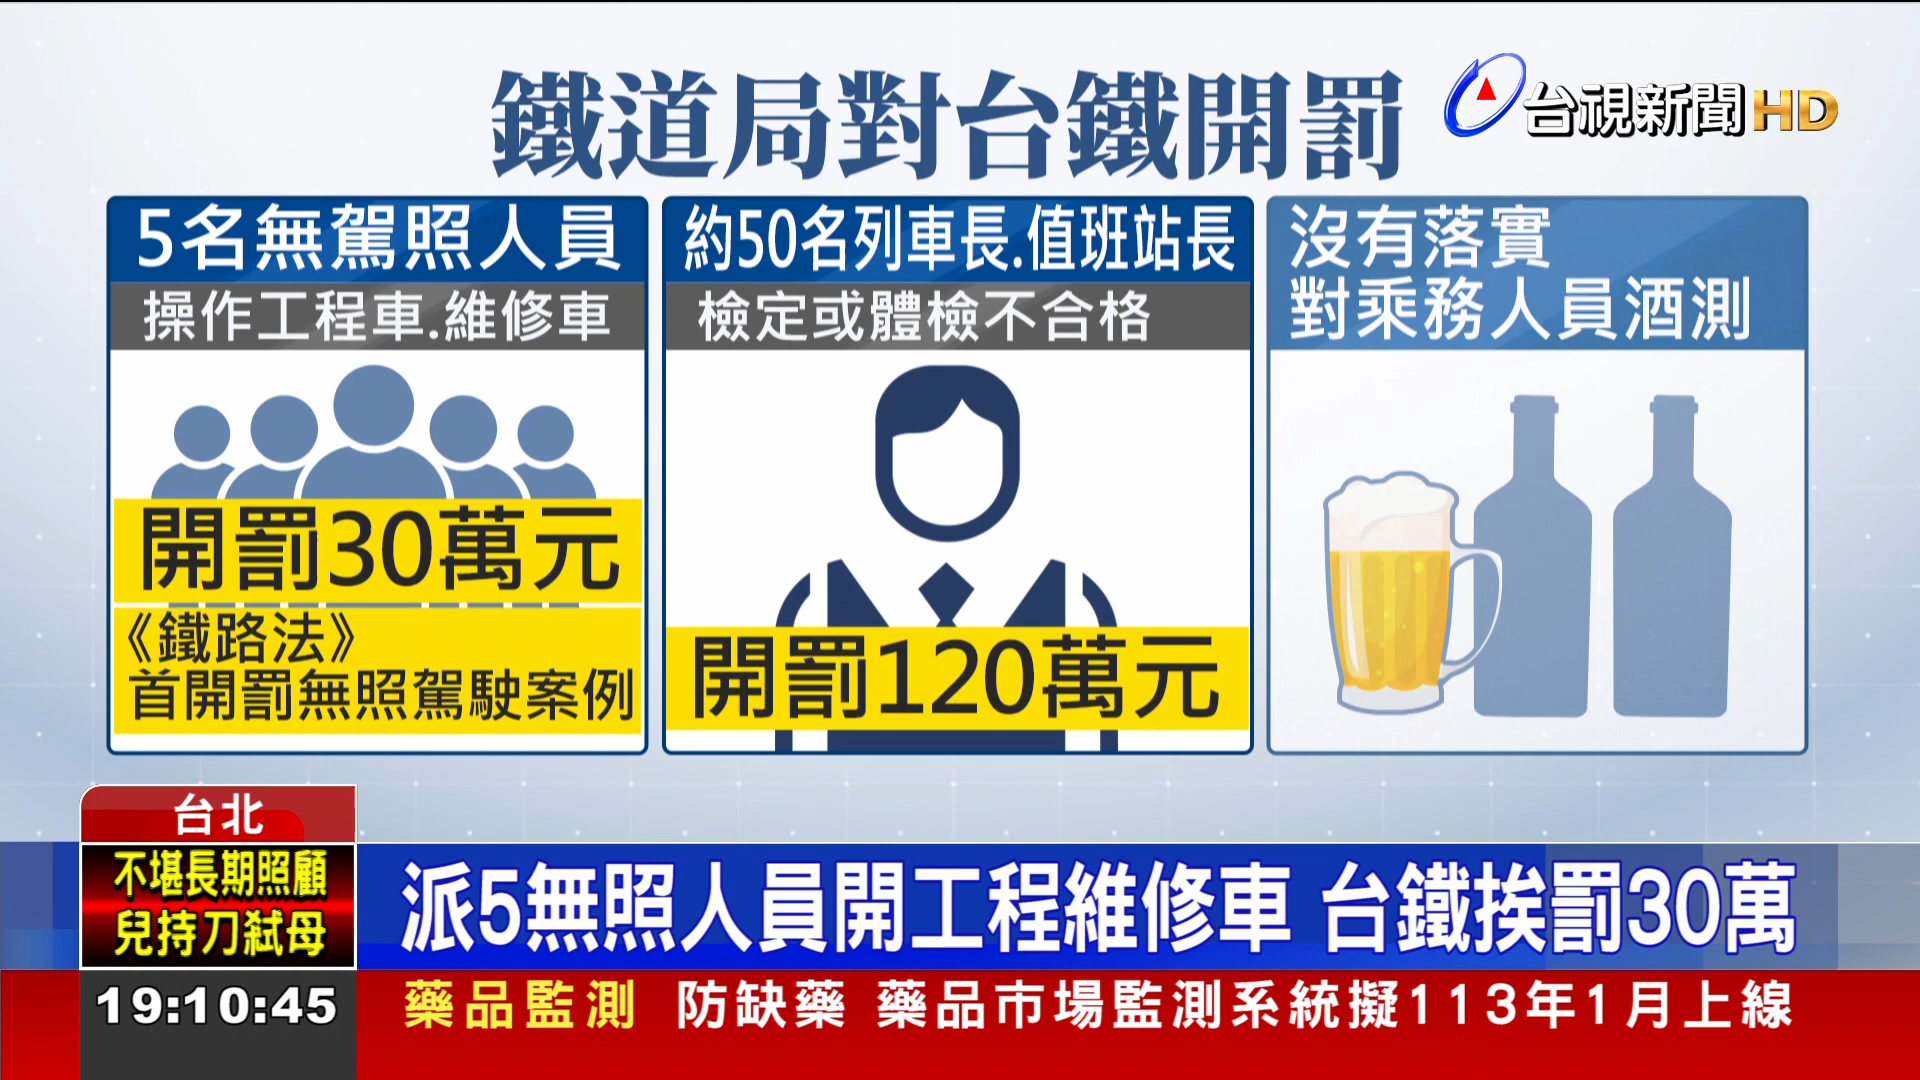 鐵道局對台鐵開罰
台視新聞HD
5名無駕照人員
操作工程車.維修車
開罰30萬元
《鐵路法》
首開罰無照駕駛案例
約50名列車長.值班站長
檢定或體檢不合格
開罰120萬元
沒有落實
對乘務人員酒測
台北
不堪長期照顧
兒持刀弒母
19:10:45
派5無照人員開工程維修車 台鐵挨罰30萬
藥品監測 防缺藥 藥品市場監測系統擬113年1月上線